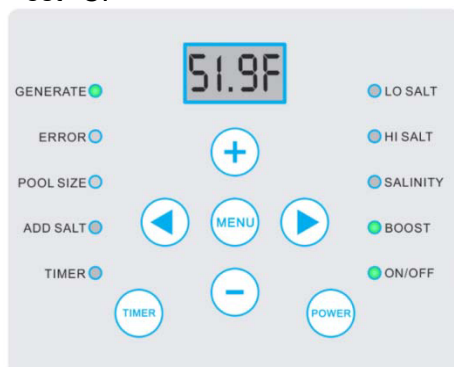 51.9F
GENERATE
ERROR
POOL SIZE
ADD SALT
TIMER
LO SALT
HI SALT
SALINITY
BOOST
ON/OFF
+
MENU
−
TIMER
POWER